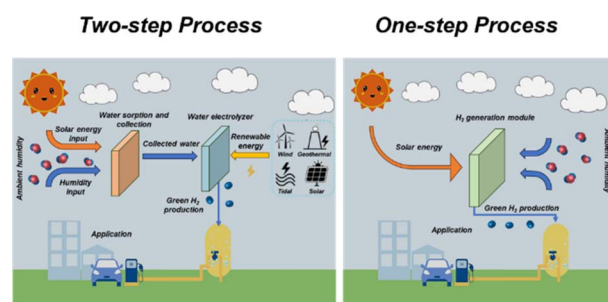 Two-step Process
One-step Process
Water sorption and
collection
Water electrolyzer
Solar energy
input
Collected water
Renewable
energy
Ambient humidity
Humidity
input
Wind
Geothermal
Tidal
Solar
Green H₂
production
Application
H₂ generation module
Solar energy
Ambient humidity
Green H₂ production
Application